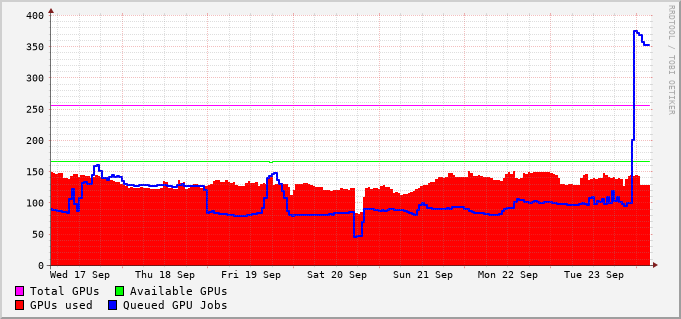 400
350
300
250
200
150
100
50
0
Wed 17 Sep Thu 18 Sep Fri 19 Sep Sat 20 Sep Sun 21 Sep Mon 22 Sep Tue 23 Sep
Total GPUs Available GPUs
GPUs used Queued GPU Jobs
RRDTOOL / TOBI OETIKER